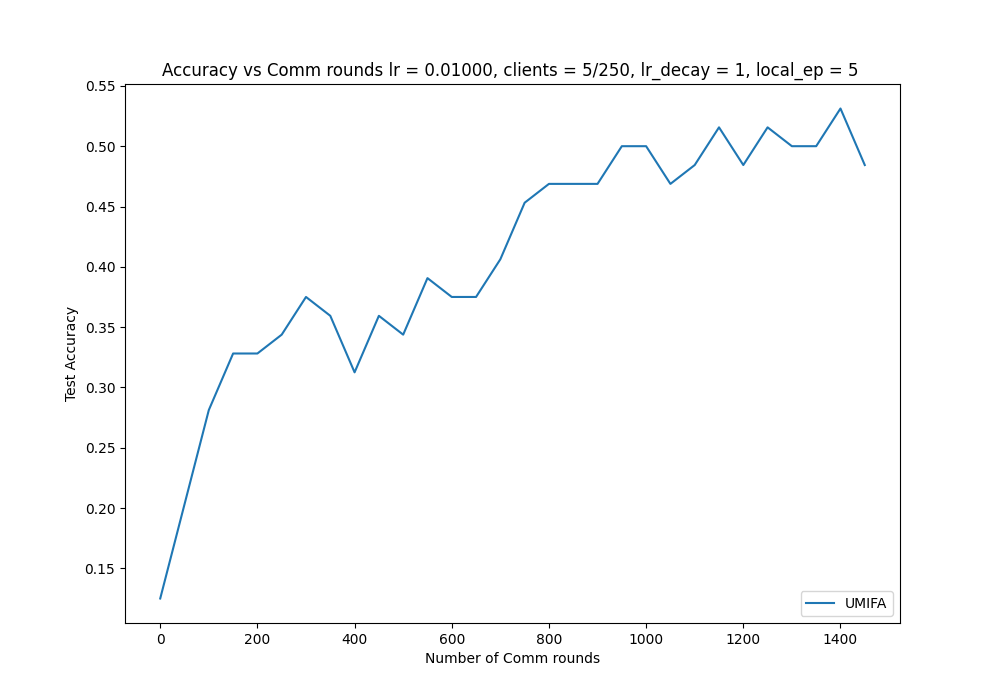 Accuracy vs Comm rounds lr = 0.01000, clients = 5/250, lr_decay = 1, local_ep = 5
0.55
0.50
0.45
0.40
0.35
0.30
0.25
0.20
0.15
Test Accuracy
UMIFA
0 200 400 600 800 1000 1200 1400
Number of Comm rounds